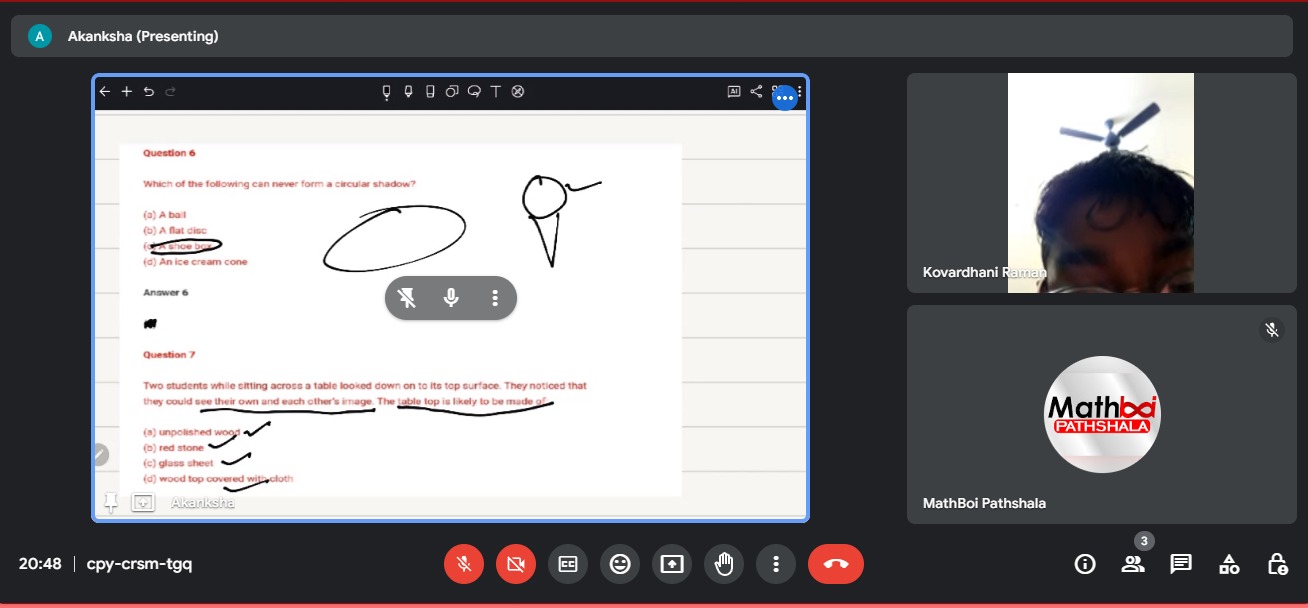 A Akanksha (Presenting)
T
AI
Question 6
Which of the following can never form a circular shadow?
(a) A ball
(b) A flat disc
(c) A shoe box
(d) An ice cream cone
Answer 6
Question 7
Two students while sitting across a table looked down on to its top surface. They noticed that
they could see their own and each other's image. The table top is likely to be made of
(a) unpolished wood
(b) red stone
(c) glass sheet
(d) wood top covered with cloth
Akanksha
Kovardhani Raman
Mathboi
PATHSHALA
MathBoi Pathshala
20:48 | cpy-crsm-tgq
CC
3